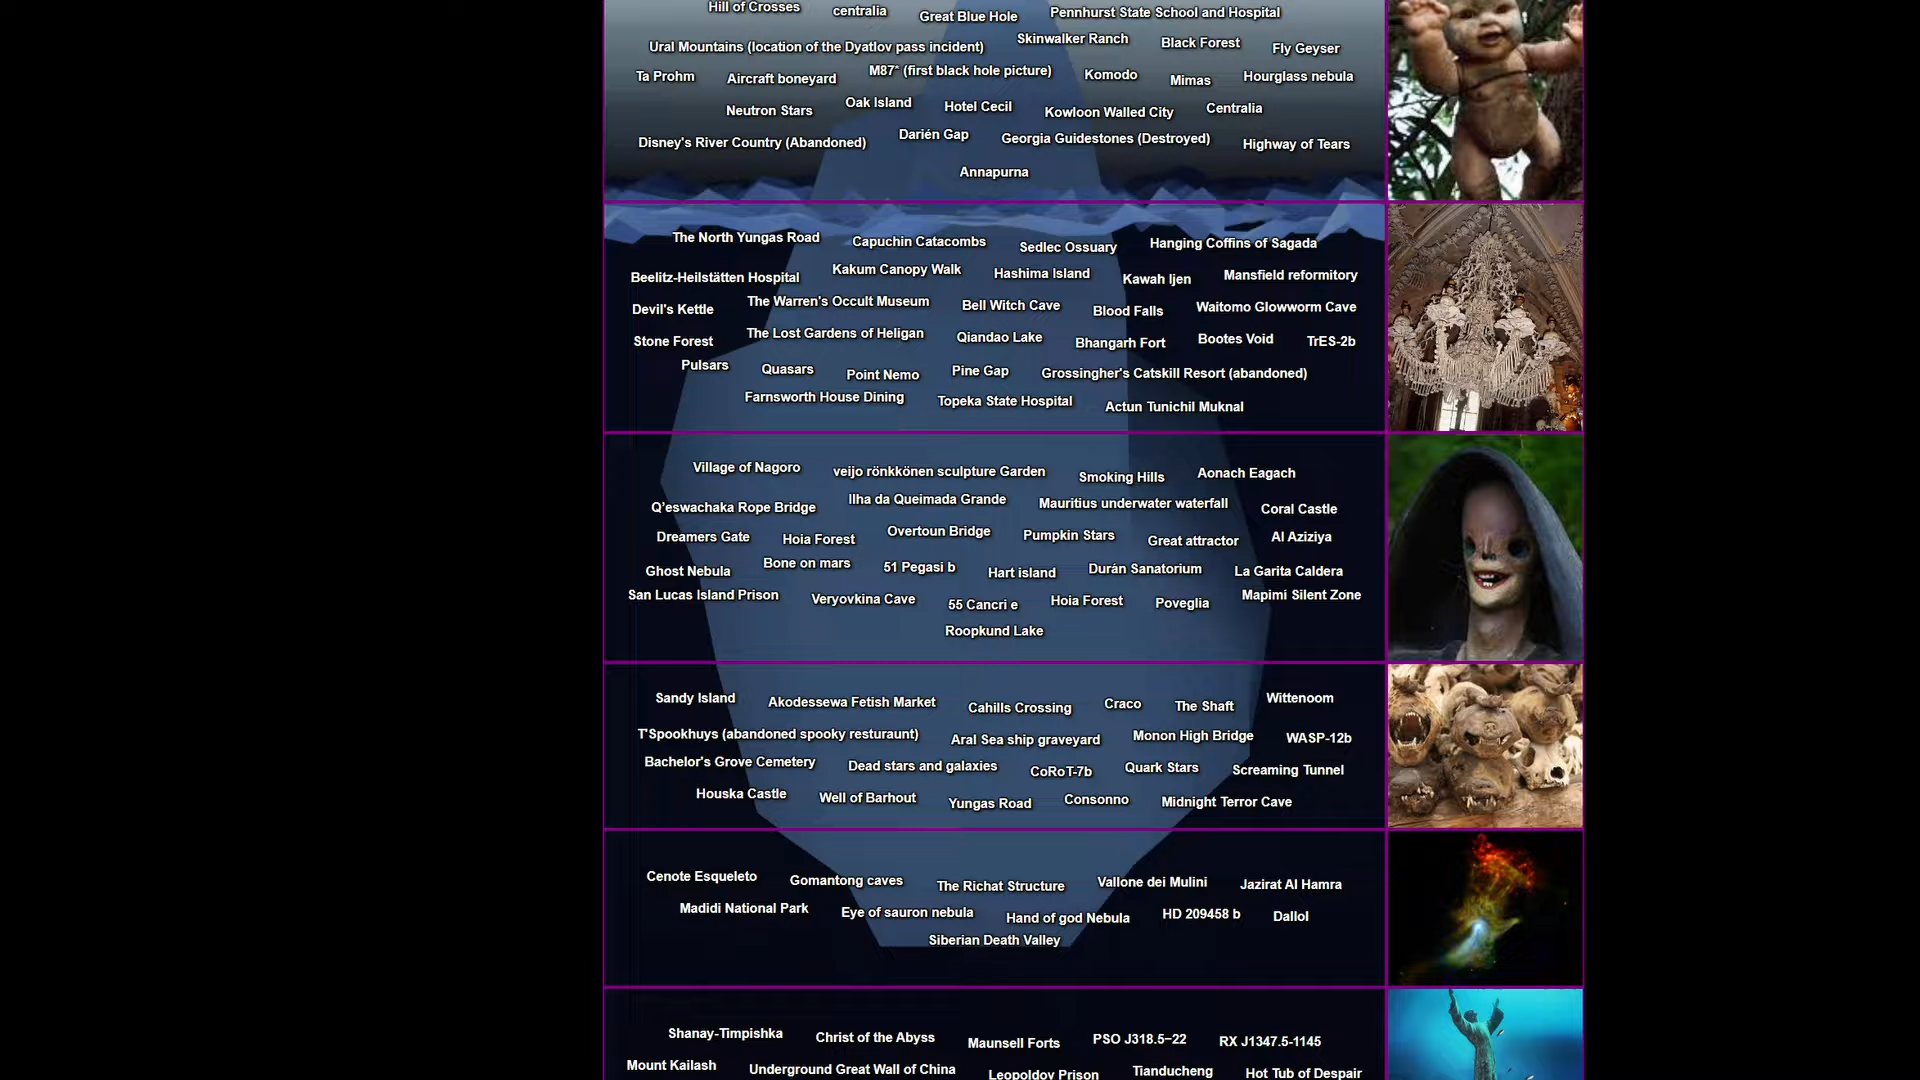 Hill of Crosses centralia Great Blue Hole Pennhurst State School and Hospital
Ural Mountains (location of the Dyatlov pass incident) Skinwalker Ranch Black Forest Fly Geyser
Ta Prohm Aircraft boneyard M87* (first black hole picture) Komodo Mimas Hourglass nebula
Neutron Stars Oak Island Hotel Cecil Kowloon Walled City Centralia
Disney's River Country (Abandoned) Darién Gap Georgia Guidestones (Destroyed) Highway of Tears
Annapurna
The North Yungas Road Capuchin Catacombs Sedlec Ossuary Hanging Coffins of Sagada
Beelitz-Heilstätten Hospital Kakum Canopy Walk Hashima Island Kawah Ijen Mansfield reformitory
Devil's Kettle The Warren's Occult Museum Bell Witch Cave Blood Falls Waitomo Glowworm Cave
Stone Forest The Lost Gardens of Heligan Qiandao Lake Bhangarh Fort Bootes Void TrES-2b
Pulsars Quasars Point Nemo Pine Gap Grossingher's Catskill Resort (abandoned)
Farnsworth House Dining Topeka State Hospital Actun Tunichil Muknal
Village of Nagoro veijo rönkkönen sculpture Garden Smoking Hills Aonach Eagach
Q'eswachaka Rope Bridge Ilha da Queimada Grande Mauritius underwater waterfall Coral Castle
Dreamers Gate Hoia Forest Overtoun Bridge Pumpkin Stars Great attractor Al Aziziya
Ghost Nebula Bone on mars 51 Pegasi b Hart island Durán Sanatorium La Garita Caldera
San Lucas Island Prison Veryovkina Cave 55 Cancri e Hoia Forest Poveglia Mapimí Silent Zone
Roopkund Lake
Sandy Island Akodessewa Fetish Market Cahills Crossing Craco The Shaft Wittenoom
T'Spookhuys (abandoned spooky resturaunt) Aral Sea ship graveyard Monon High Bridge WASP-12b
Bachelor's Grove Cemetery Dead stars and galaxies CoRoT-7b Quark Stars Screaming Tunnel
Houska Castle Well of Barhout Yungas Road Consonno Midnight Terror Cave
Cenote Esqueleto Gomantong caves The Richat Structure Vallone dei Mulini Jazirat Al Hamra
Madidi National Park Eye of sauron nebula Hand of god Nebula HD 209458 b Dallol
Siberian Death Valley
Shanay-Timpishka Christ of the Abyss Maunsell Forts PSO J318.5−22 RX J1347.5-1145
Mount Kailash Underground Great Wall of China Leopoldov Prison Tianducheng Hot Tub of Despair